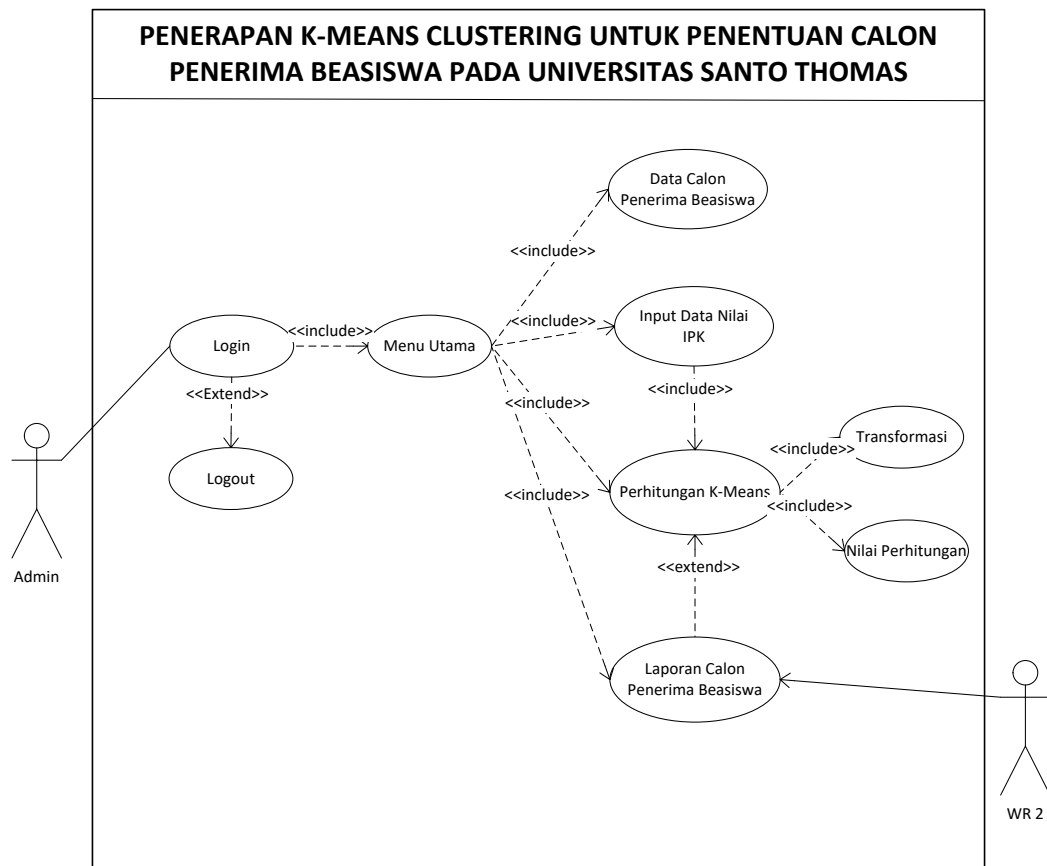 PENERAPAN K-MEANS CLUSTERING UNTUK PENENTUAN CALON
PENERIMA BEASISWA PADA UNIVERSITAS SANTO THOMAS
Data Calon
Penerima Beasiswa
<<include>>
Input Data Nilai
IPK
<<include>>
<<include>>
Login
Menu Utama
<<Extend>>
<<include>>
<<include>>
Transformasi
<<include>>
Logout
Perhitungan K-Means
<<include>>
<<include>>
Nilai Perhitungan
<<extend>>
Admin
Laporan Calon
Penerima Beasiswa
WR 2